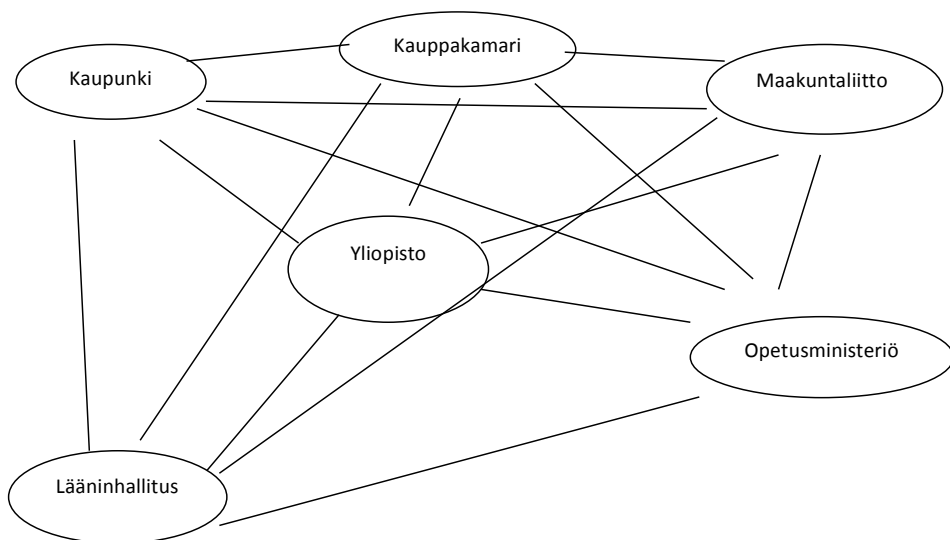 Kauppakamari
Kaupunki
Maakuntaliitto
Yliopisto
Opetusministeriö
Lääninhallitus